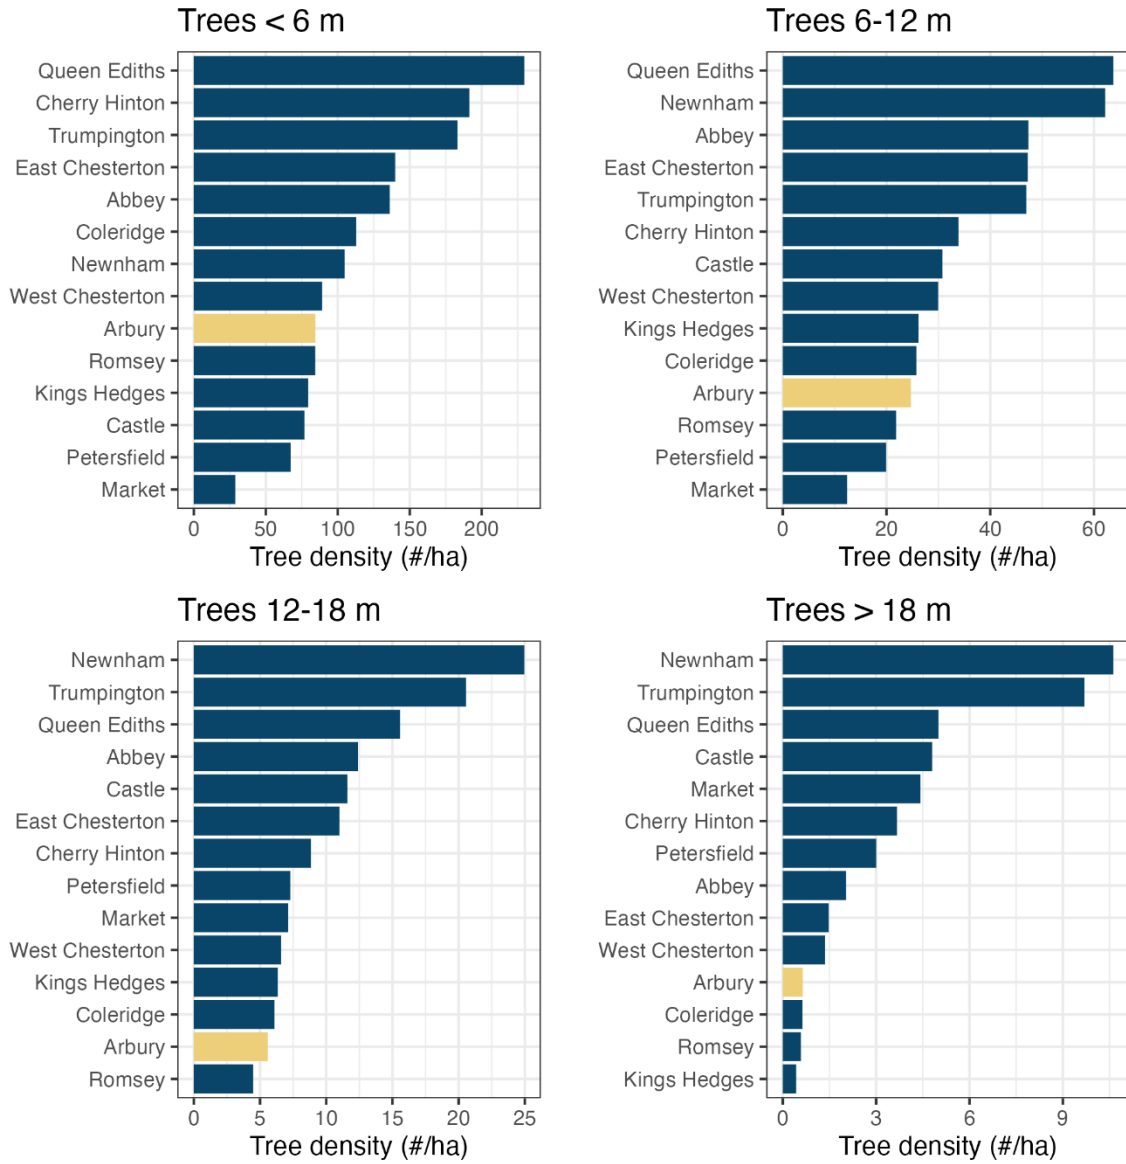 Trees < 6 m
Queen Ediths
Cherry Hinton
Trumpington
East Chesterton
Abbey
Coleridge
Newnham
West Chesterton
Arbury
Romsey
Kings Hedges
Castle
Petersfield
Market
0 50 100 150 200
Tree density (#/ha)
Trees 6-12 m
Queen Ediths
Newnham
Abbey
East Chesterton
Trumpington
Cherry Hinton
Castle
West Chesterton
Kings Hedges
Coleridge
Arbury
Romsey
Petersfield
Market
0 20 40 60
Tree density (#/ha)
Trees 12-18 m
Newnham
Trumpington
Queen Ediths
Abbey
Castle
East Chesterton
Cherry Hinton
Petersfield
Market
West Chesterton
Kings Hedges
Coleridge
Arbury
Romsey
0 5 10 15 20 25
Tree density (#/ha)
Trees > 18 m
Newnham
Trumpington
Queen Ediths
Castle
Market
Cherry Hinton
Petersfield
Abbey
East Chesterton
West Chesterton
Arbury
Coleridge
Romsey
Kings Hedges
0 3 6 9
Tree density (#/ha)